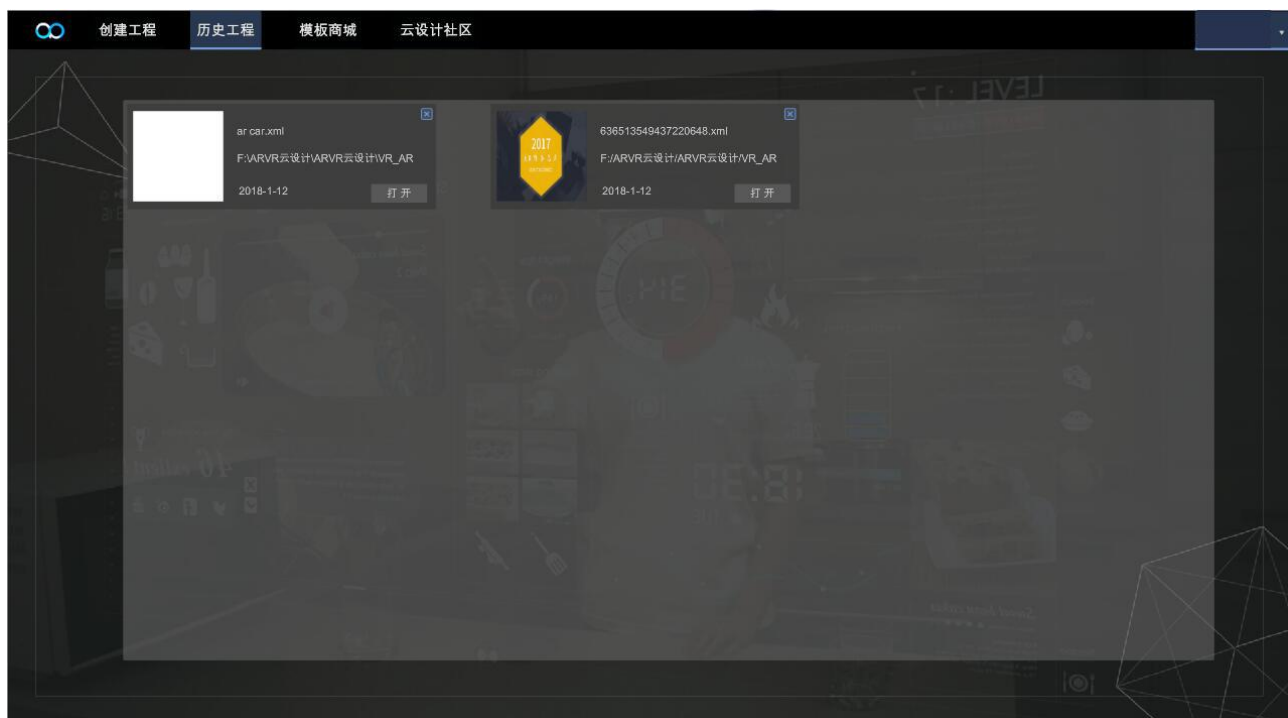 创建工程
历史工程
模板商城
云设计社区
ar car.xml
F:\ARVR云设计\ARVR云设计\VR_AR
2018-1-12
打 开
2017
636513549437220648.xml
F:/ARVR云设计/ARVR云设计/VR_AR
2018-1-12
打 开
LEVEL :17